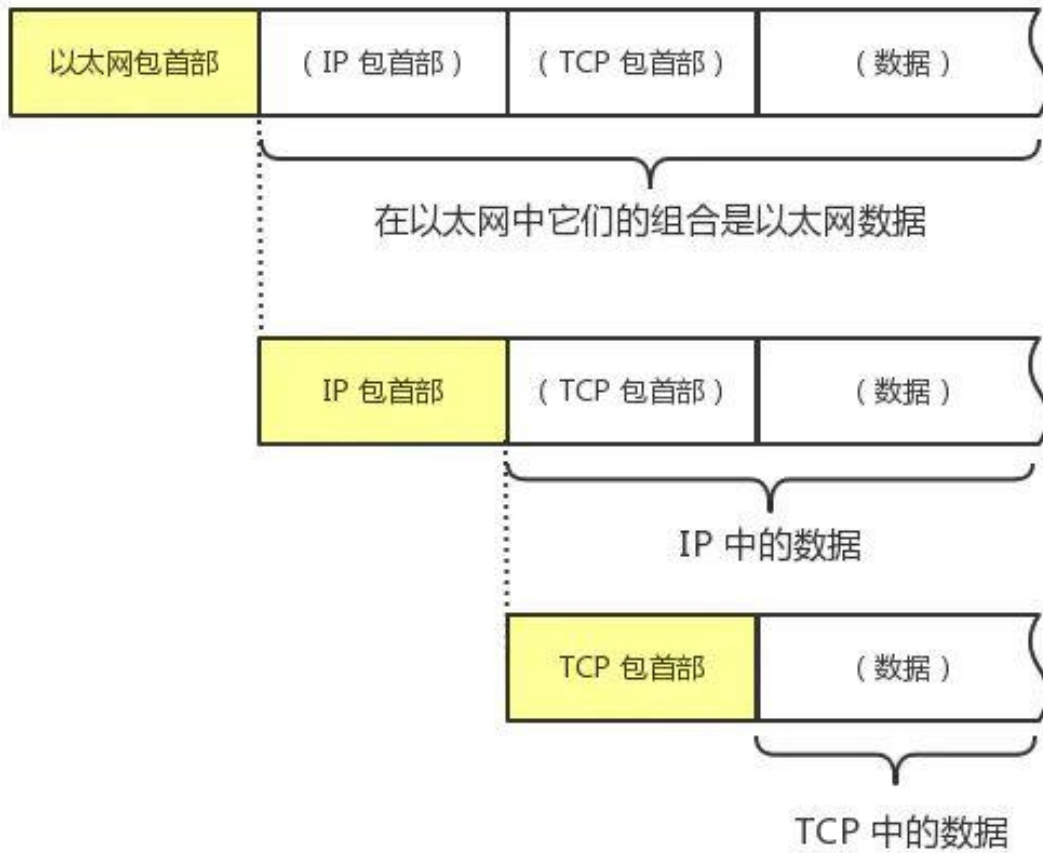 以太网包首部 （ IP 包首部 ） （ TCP 包首部 ） （ 数据 ）
在以太网中它们的组合是以太网数据
IP 包首部 （ TCP 包首部 ） （ 数据 ）
IP 中的数据
TCP 包首部 （ 数据 ）
TCP 中的数据